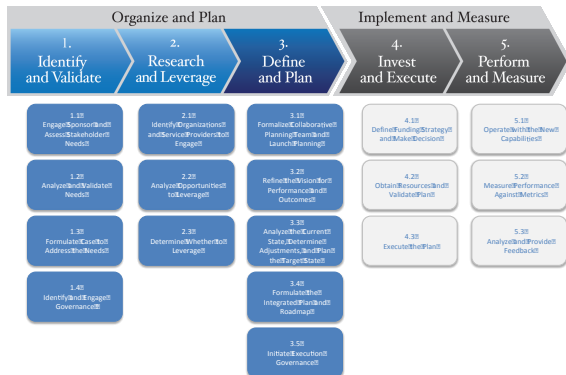 Organize and Plan
Implement and Measure
1.
Identify
and Validate
2.
Research
and Leverage
3.
Define
and Plan
4.
Invest
and Execute
5.
Perform
and Measure
1.1
Engage Sponsor and
Assess Stakeholder
Needs
1.2
Analyze and Validate
Needs
1.3
Formulate Case to
Address the Needs
1.4
Identify and Engage
Governance
2.1
Identify Organizations
and Service Providers to
Engage
2.2
Analyze Opportunities
to Leverage
2.3
Determine Whether to
Leverage
3.1
Formalize Collaborative
Planning Team and
Launch Planning
3.2
Refine the Vision for
Performance and
Outcomes
3.3
Analyze the Current
State, Determine
Adjustments, and Plan
the Target State
3.4
Formulate the
Integrated Plan and
Roadmap
3.5
Initiate Execution
Governance
4.1
Define Funding Strategy
and Make Decision
4.2
Obtain Resources and
Validate Plan
4.3
Execute the Plan
5.1
Operate with the New
Capabilities
5.2
Measure Performance
Against Metrics
5.3
Analyze and Provide
Feedback